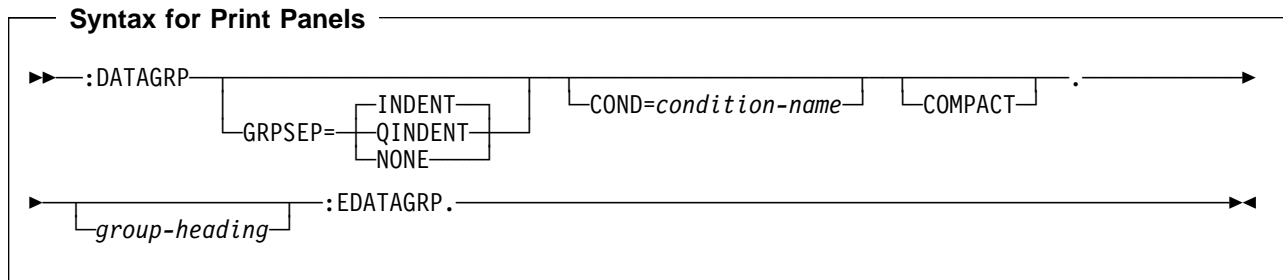 Syntax for Print Panels
:DATAGRP COND=condition-name COMPACT .
GRPSEP= INDENT
QINDENT
NONE
group-heading :EDATAGRP.